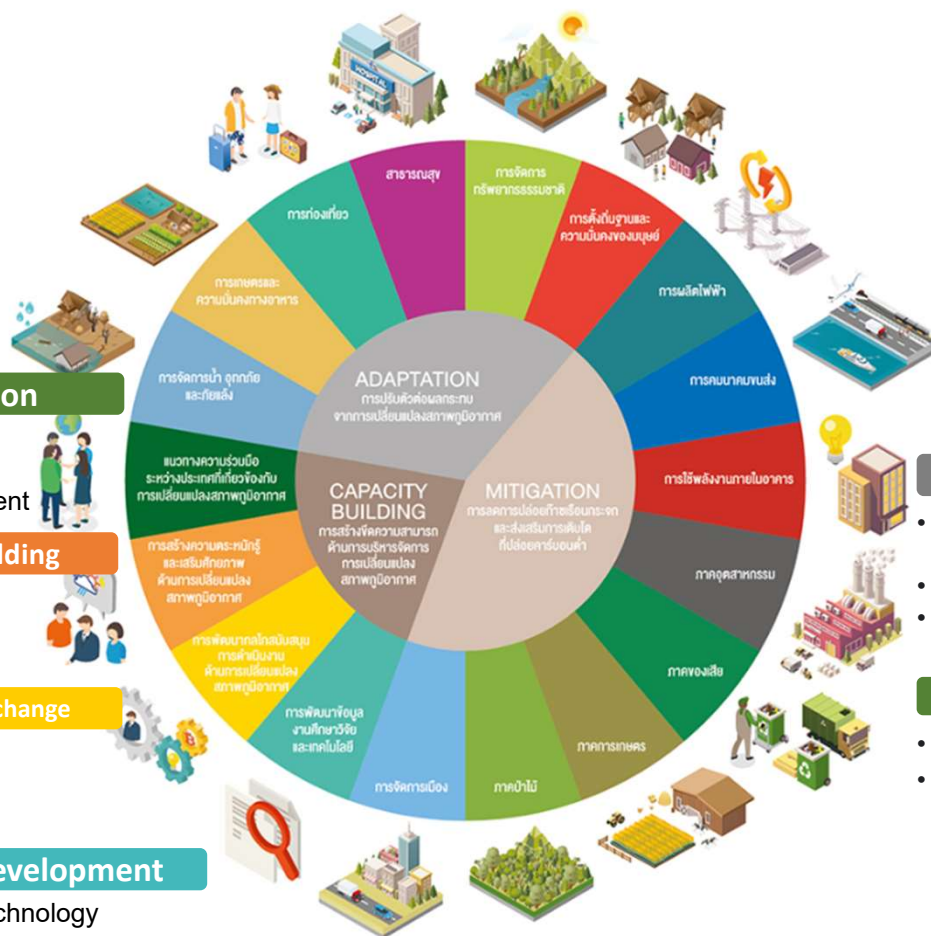 HOSPITAL
สาธารณสุข
การจัดการ
ทรัพยากรธรรมชาติ
การท่องเที่ยว
การตั้งถิ่นฐานและ
ความมั่นคงของมนุษย์
การเกษตรและ
ความมั่นคงทางอาหาร
การผลิตไฟฟ้า
การจัดการน้ำ อุทกภัย
และภัยแล้ง
ADAPTATION
การปรับตัวต่อผลกระทบ
จากการเปลี่ยนแปลงสภาพภูมิอากาศ
การคมนาคมขนส่ง
on
แนวทางความร่วมมือ
ระหว่างประเทศที่เกี่ยวข้องกับ
การเปลี่ยนแปลงสภาพภูมิอากาศ
CAPACITY
BUILDING
การสร้างขีดความสามารถ
ด้านการบริหารจัดการ
การเปลี่ยนแปลง
สภาพภูมิอากาศ
MITIGATION
การลดการปล่อยก๊าซเรือนกระจก
และส่งเสริมการเติบโต
ที่ปล่อยคาร์บอนต่ำ
การใช้พลังงานภายในอาคาร
ent
lding
การสร้างความตระหนักรู้
และเสริมศักยภาพ
ด้านการเปลี่ยนแปลง
สภาพภูมิอากาศ
ภาคอุตสาหกรรม
การพัฒนากลไกสนับสนุน
การดำเนินงาน
ด้านการเปลี่ยนแปลง
สภาพภูมิอากาศ
ภาคของเสีย
change
การพัฒนาข้อมูล
งานศึกษาวิจัย
และเทคโนโลยี
การจัดการเมือง
ภาคป่าไม้
ภาคการเกษตร
evelopment
chnology